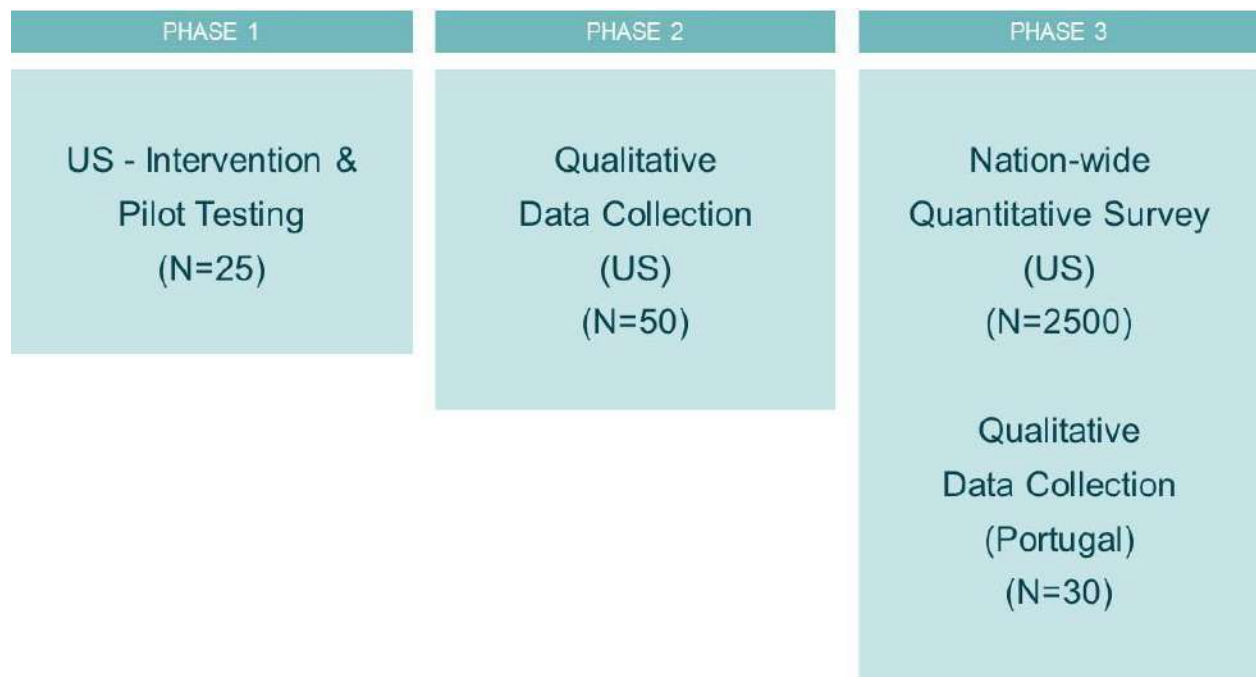 PHASE 1
US - Intervention &
Pilot Testing
(N=25)
PHASE 2
Qualitative
Data Collection
(US)
(N=50)
PHASE 3
Nation-wide
Quantitative Survey
(US)
(N=2500)
Qualitative
Data Collection
(Portugal)
(N=30)